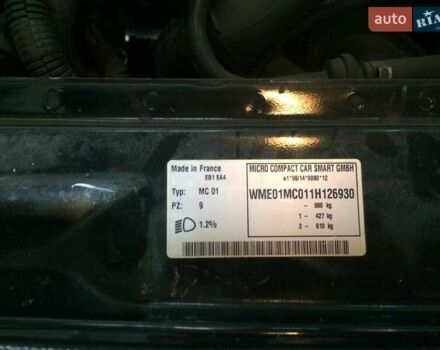 auto RIA
Made in France
EB1 EA4
Typ: MC 01
PZ: 9
1.2%
MICRO COMPACT CAR SMART GMBH
e1*98/14*0080*12
WME01MC011H126930
- 980 kg
1 - 427 kg
2 - 610 kg